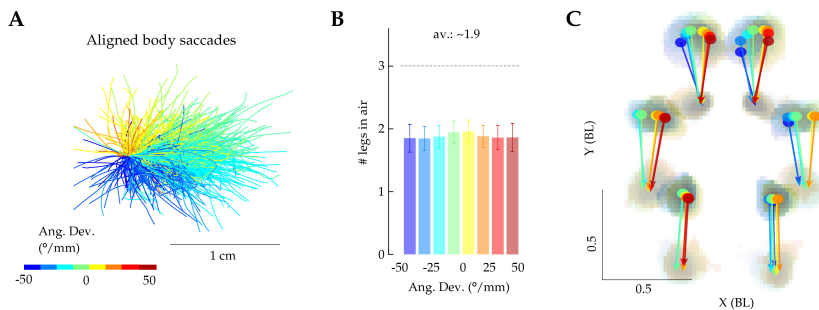 A
Aligned body saccades
Ang. Dev.
(º/mm)
-50
0
50
1 cm
B
av.: ~1.9
# legs in air
3
2
1
0
-50
-25
0
25
50
Ang. Dev. (º/mm)
C
Y (BL)
0.5
0.5
X (BL)